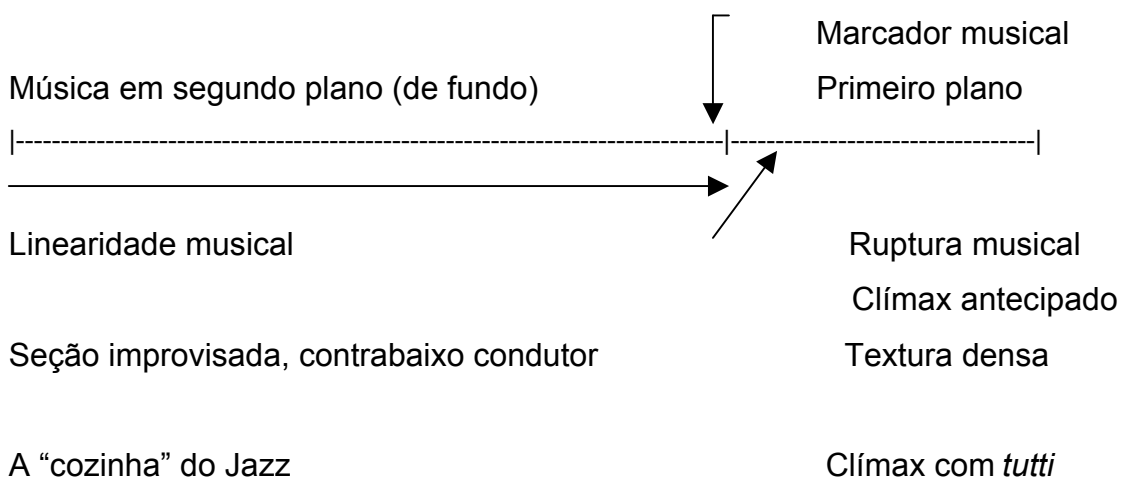 Marcador musical
Música em segundo plano (de fundo) Primeiro plano
|-------------------------------------------------------------------------------|----------------------------------|
Linearidade musical Ruptura musical
Clímax antecipado
Seção improvisada, contrabaixo condutor Textura densa
A “cozinha” do Jazz Clímax com tutti